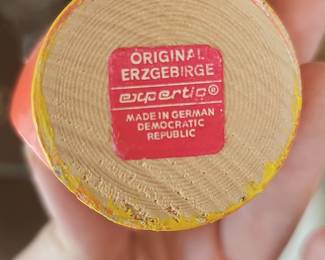 ORIGINAL
ERZGEBIRGE
expertic®
MADE IN GERMAN
DEMOCRATIC
REPUBLIC